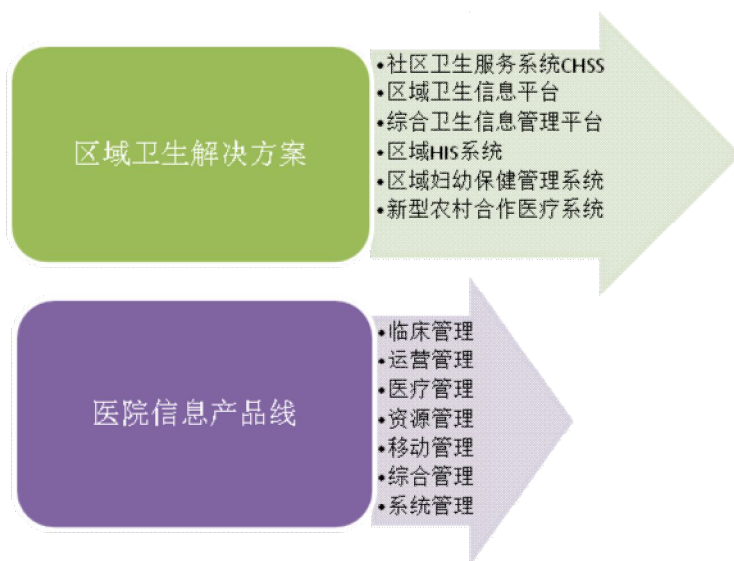 区域卫生解决方案
•社区卫生服务系统CHSS
•区域卫生信息平台
•综合卫生信息管理平台
•区域HIS系统
•区域妇幼保健管理系统
•新型农村合作医疗系统
医院信息产品线
•临床管理
•运营管理
•医疗管理
•资源管理
•移动管理
•综合管理
•系统管理